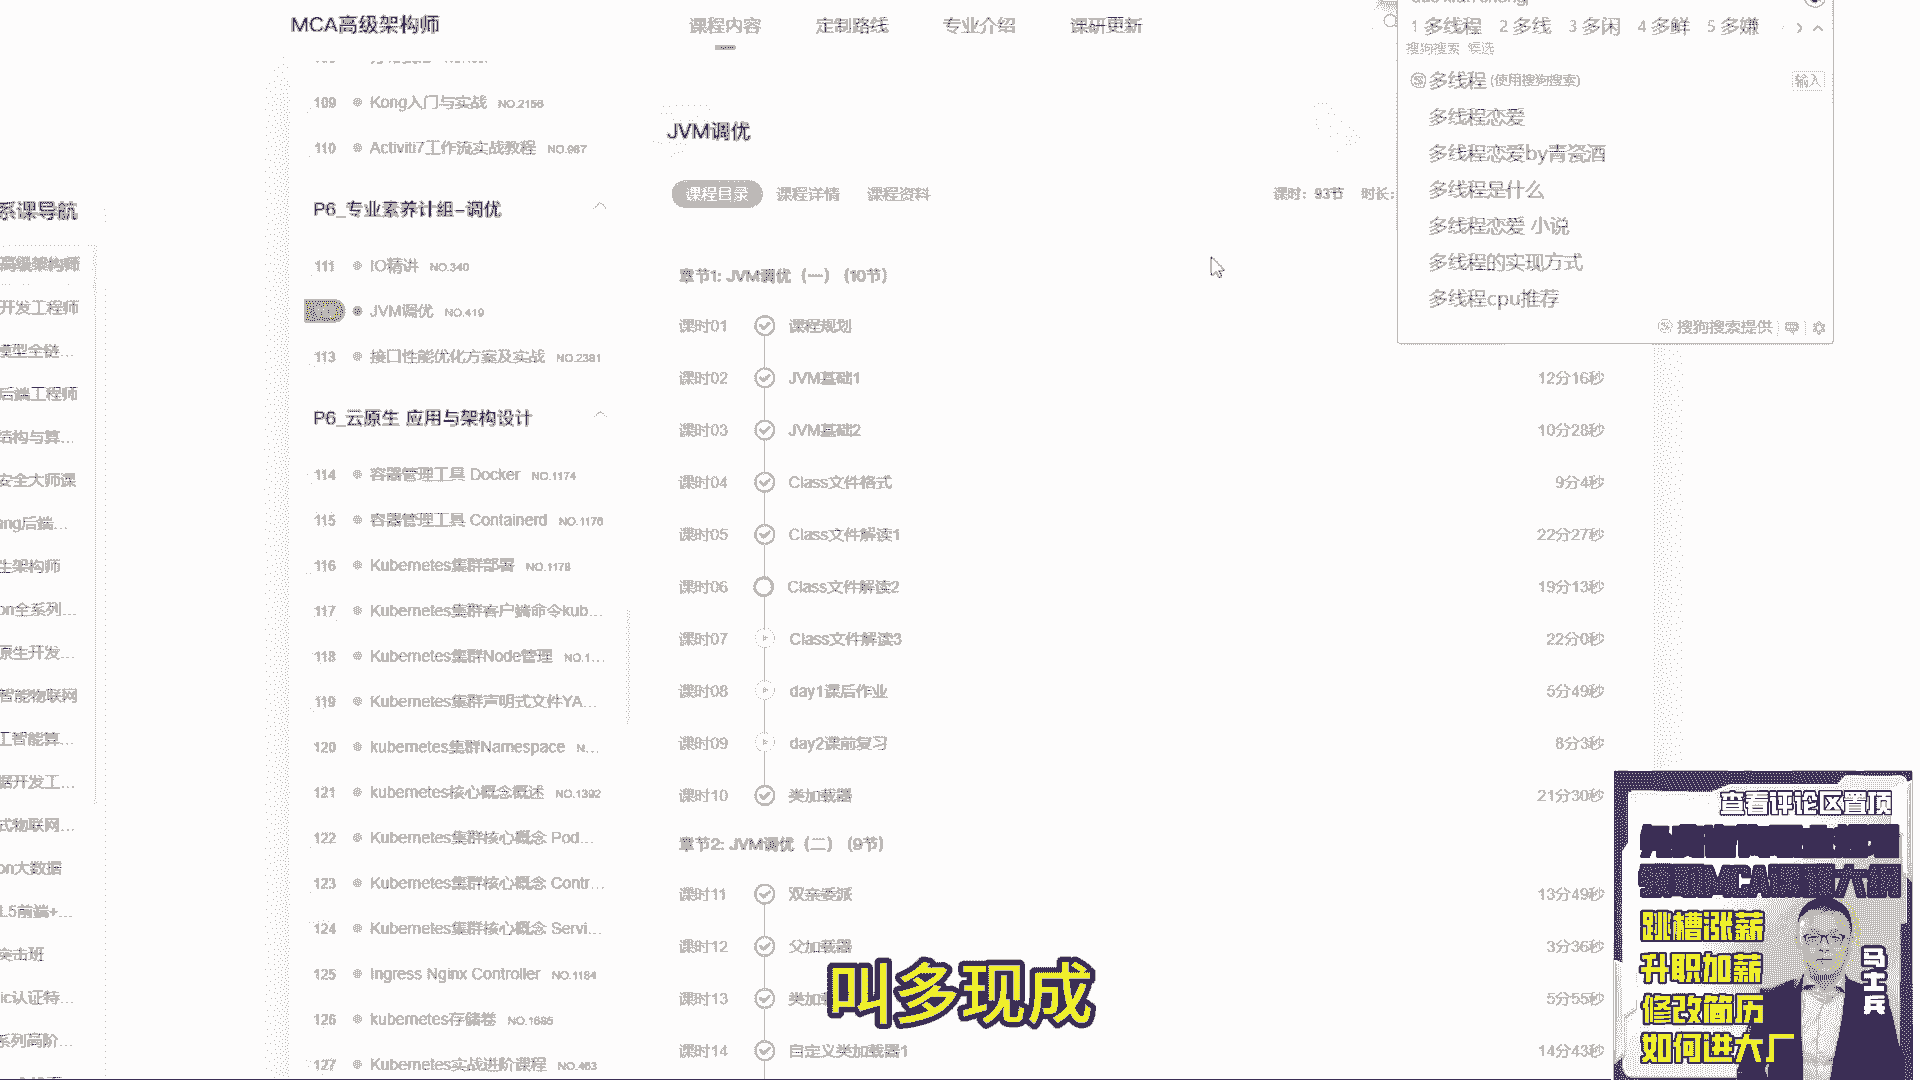 MCA高级架构师
课程内容
定制路线
专业介绍
课研更新
109 Kong入门与实战 NO.2156
110 Activiti7工作流实战教程 NO.987
P6_专业素养计组-调优
111 IO精讲 NO.340
JVM调优 NO.419
113 接口性能优化方案及实战 NO.2381
P6_云原生 应用与架构设计
114 容器管理工具 Docker NO.1174
115 容器管理工具 Containerd NO.1176
116 Kubernetes集群部署 NO.1178
117 Kubernetes集群客户端命令kub...
118 Kubernetes集群Node管理 NO.1...
119 Kubernetes集群声明式文件YA...
120 kubernetes集群Namespace N...
121 kubernetes核心概念概述 NO.1392
122 Kubernetes集群核心概念 Pod...
123 Kubernetes集群核心概念 Contr...
124 Kubernetes集群核心概念 Servi...
125 Ingress Nginx Controller NO.1184
126 kubernetes存储卷 NO.1685
127 Kubernetes实战进阶课程 NO.463
系课导航
高级架构师
开发工程师
模型全链...
后端工程师
结构与算...
安全大师课
ang后端...
生架构师
on全系列...
原生开发...
智能物联网
工智能算...
据开发工...
式物联网...
on大数据
L5前端+...
突击班
ic认证特...
系列高阶...
JVM调优
课程目录
课程详情
课程资料
课时：93节 时长：
章节1: JVM调优（一）（10节）
课时01 课程规划
课时02 JVM基础1 12分16秒
课时03 JVM基础2 10分28秒
课时04 Class文件格式 9分4秒
课时05 Class文件解读1 22分27秒
课时06 Class文件解读2 19分13秒
课时07 Class文件解读3 22分0秒
课时08 day1课后作业 5分49秒
课时09 day2课前复习 8分3秒
课时10 类加载器 21分30秒
章节2: JVM调优（二）（9节）
课时11 双亲委派 13分49秒
课时12 父加载器 3分36秒
课时13 5分55秒
课时14 自定义类加载器1 14分43秒
1 多线程 2 多线 3 多闲 4 多鲜 5 多嫌
搜狗搜索 候选
多线程 (使用搜狗搜索) 输入
多线程恋爱
多线程恋爱by青瓷酒
多线程是什么
多线程恋爱 小说
多线程的实现方式
多线程cpu推荐
搜狗搜索提供
叫多现成
查看评论区置顶
跳槽涨薪
升职加薪
修改简历
如何进大厂
马士兵